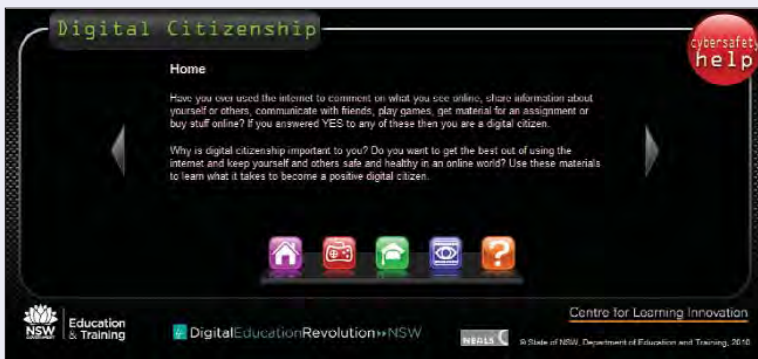 Digital Citizenship
cybersafety
help
Home
Have you ever used the internet to comment on what you see online, share information about
yourself or others, communicate with friends, play games, get material for an assignment or
buy stuff online? If you answered YES to any of these then you are a digital citizen.
Why is digital citizenship important to you? Do you want to get the best out of using the
internet and keep yourself and others safe and healthy in an online world? Use these materials
to learn what it takes to become a positive digital citizen.
?
NSW
Education
& Training
DigitalEducationRevolution››NSW
NEALS
Centre for Learning Innovation
© State of NSW, Department of Education and Training, 2010